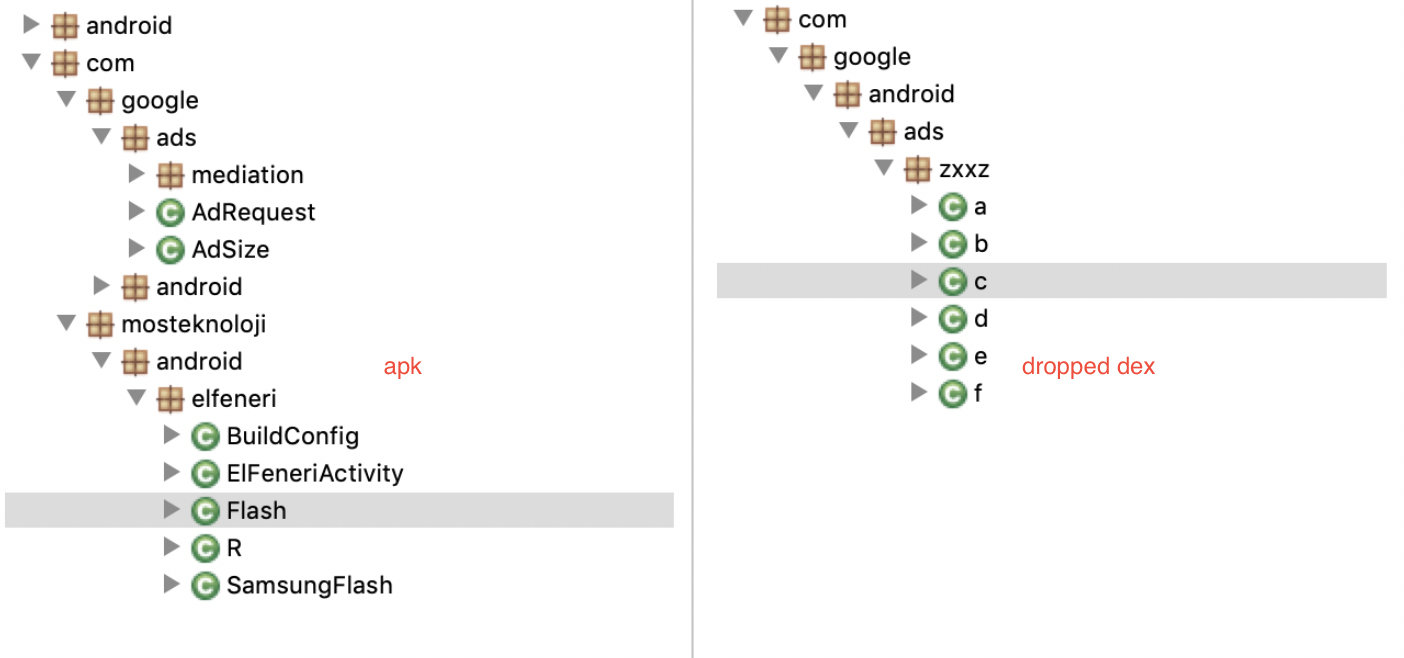 android
com
google
ads
mediation
AdRequest
AdSize
android
mosteknoloji
android
elfeneri
BuildConfig
ElFeneriActivity
Flash
R
SamsungFlash
apk
com
google
android
ads
zxxz
a
b
c
d
e
f
dropped dex